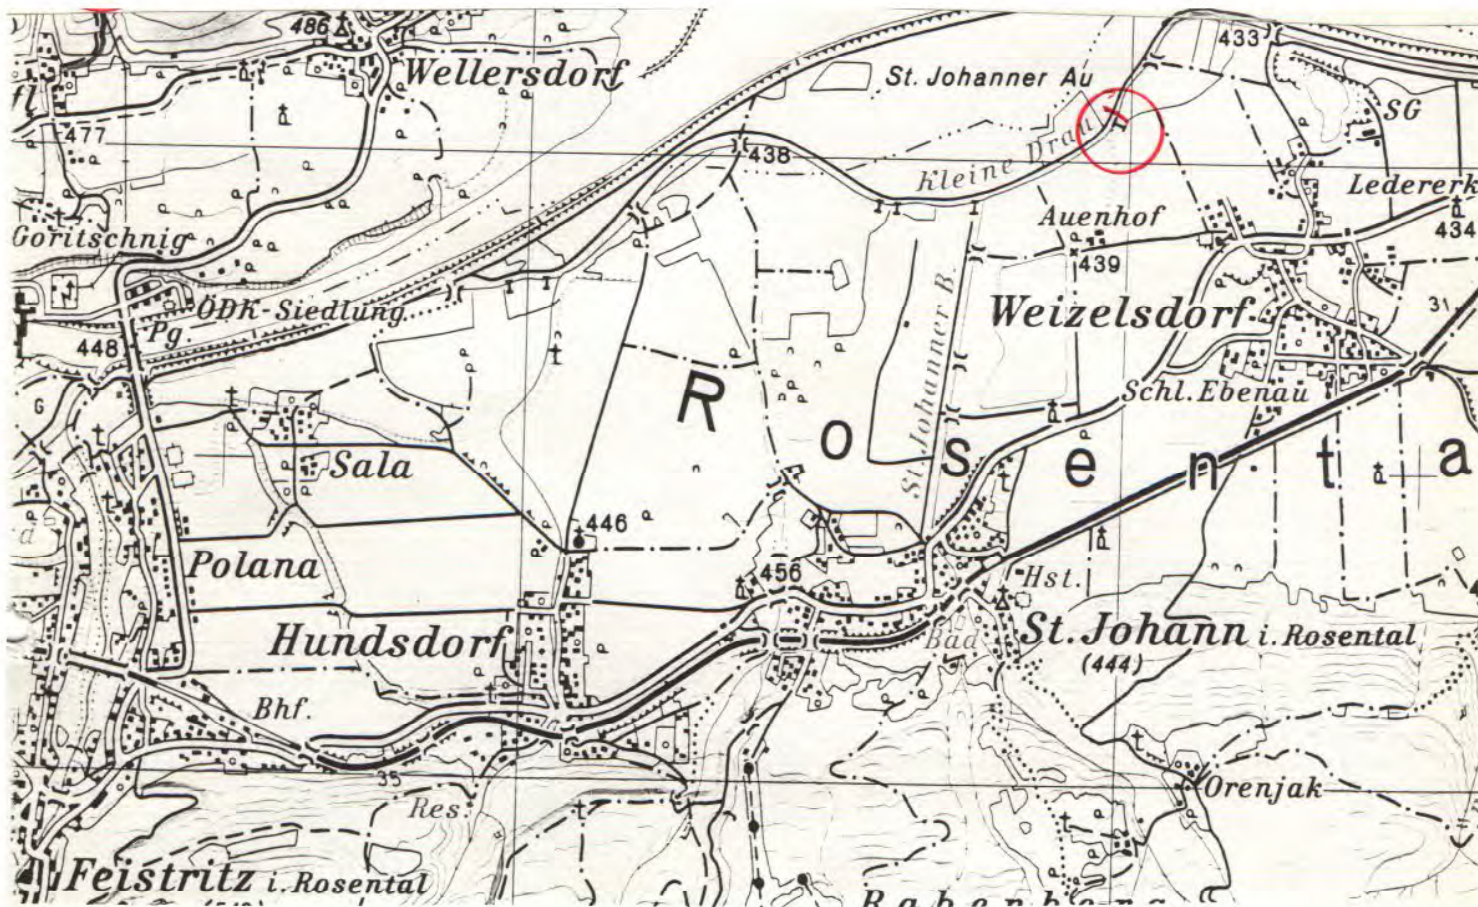 486
433
Wellersdorf
St. Johanner Au
fl
SG
477
438
Kleine Drau
Ledererk
Auenhof
Goritschnig
439
434
ÖDK-Siedlung
Weizelsdorf
31
Pg
448
St. Johanner B.
Schl. Ebenau
G
R o s e n t a
Sala
d
446
Polana
456
Hst.
Hundsdorf
Bad
St. Johann i. Rosental
(444)
Bhf.
35
Res.
Orenjak
Feistritz i. Rosental